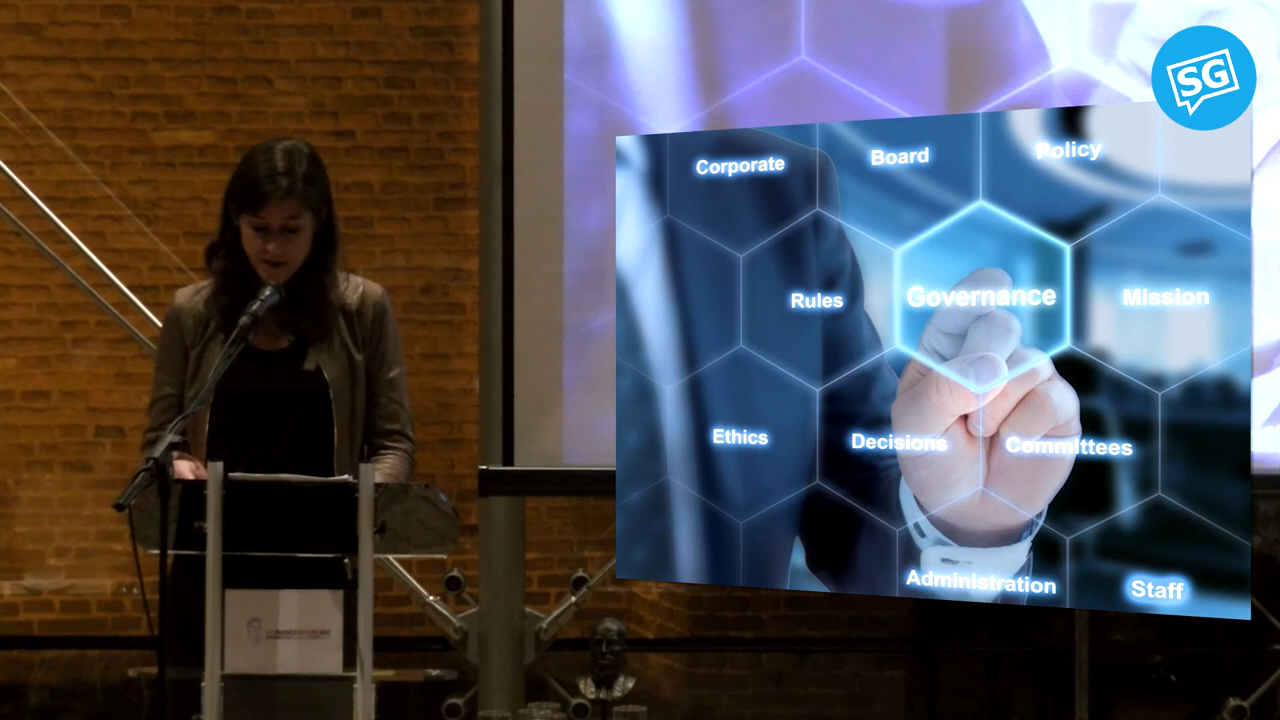 SG
Corporate
Board
Policy
Rules
Governance
Mission
Ethics
Decisions
Committees
Administration
Staff